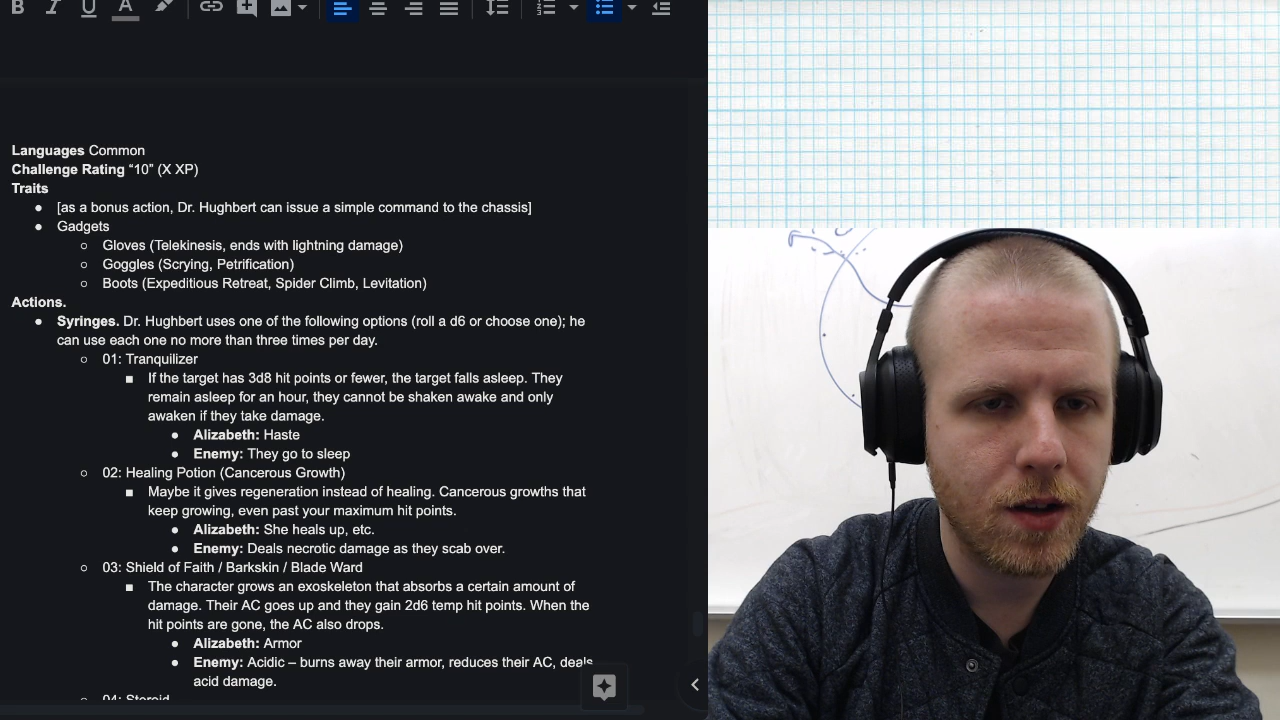 B I U A
Languages Common
Challenge Rating “10” (X XP)
Traits
● [as a bonus action, Dr. Hughbert can issue a simple command to the chassis]
● Gadgets
○ Gloves (Telekinesis, ends with lightning damage)
○ Goggles (Scrying, Petrification)
○ Boots (Expeditious Retreat, Spider Climb, Levitation)
Actions.
● Syringes. Dr. Hughbert uses one of the following options (roll a d6 or choose one); he
can use each one no more than three times per day.
○ 01: Tranquilizer
■ If the target has 3d8 hit points or fewer, the target falls asleep. They
remain asleep for an hour, they cannot be shaken awake and only
awaken if they take damage.
● Alizabeth: Haste
● Enemy: They go to sleep
○ 02: Healing Potion (Cancerous Growth)
■ Maybe it gives regeneration instead of healing. Cancerous growths that
keep growing, even past your maximum hit points.
● Alizabeth: She heals up, etc.
● Enemy: Deals necrotic damage as they scab over.
○ 03: Shield of Faith / Barkskin / Blade Ward
■ The character grows an exoskeleton that absorbs a certain amount of
damage. Their AC goes up and they gain 2d6 temp hit points. When the
hit points are gone, the AC also drops.
● Alizabeth: Armor
● Enemy: Acidic – burns away their armor, reduces their AC, deals
acid damage.
○ 04: Steroid